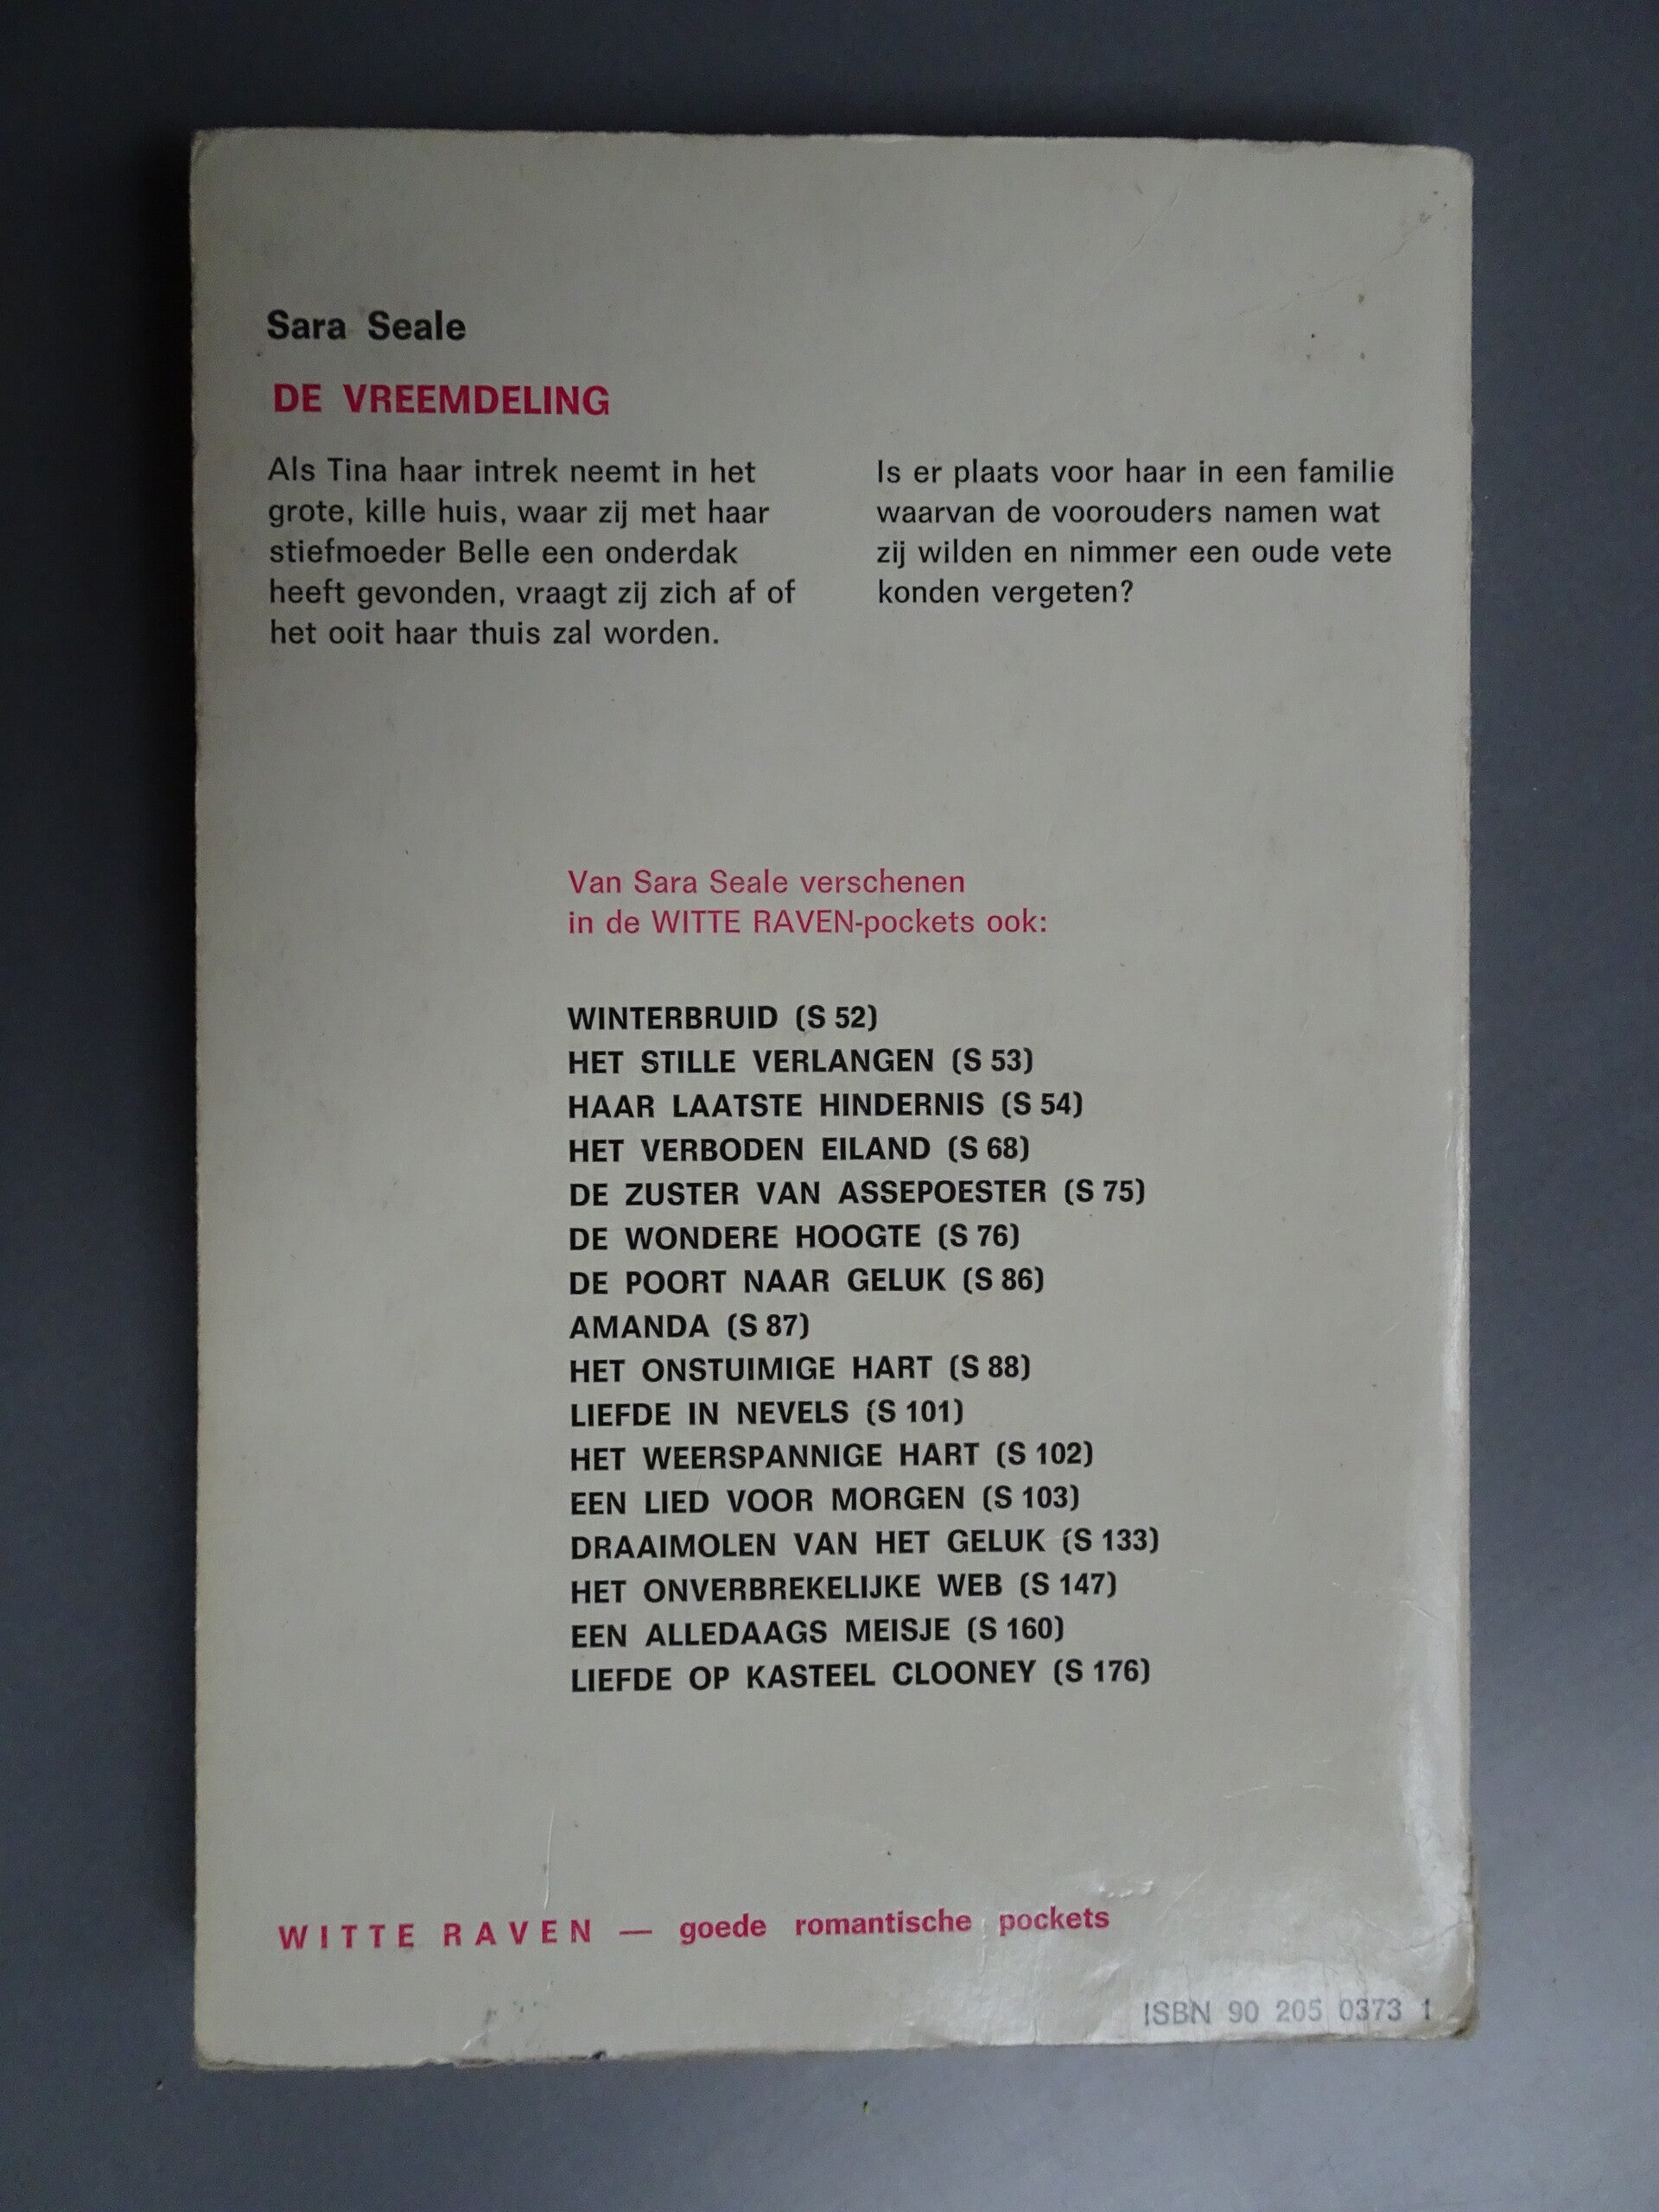 Sara Seale
DE VREEMDELING
Als Tina haar intrek neemt in het
grote, kille huis, waar zij met haar
stiefmoeder Belle een onderdak
heeft gevonden, vraagt zij zich af of
het ooit haar thuis zal worden.
Is er plaats voor haar in een familie
waarvan de voorouders namen wat
zij wilden en nimmer een oude vete
konden vergeten?
Van Sara Seale verschenen
in de WITTE RAVEN-pockets ook:
WINTERBRUID (S 52)
HET STILLE VERLANGEN (S 53)
HAAR LAATSTE HINDERNIS (S 54)
HET VERBODEN EILAND (S 68)
DE ZUSTER VAN ASSEPOESTER (S 75)
DE WONDERE HOOGTE (S 76)
DE POORT NAAR GELUK (S 86)
AMANDA (S 87)
HET ONSTUIMIGE HART (S 88)
LIEFDE IN NEVELS (S 101)
HET WEERSPANNIGE HART (S 102)
EEN LIED VOOR MORGEN (S 103)
DRAAIMOLEN VAN HET GELUK (S 133)
HET ONVERBREKELIJKE WEB (S 147)
EEN ALLEDAAGS MEISJE (S 160)
LIEFDE OP KASTEEL CLOONEY (S 176)
WITTE RAVEN — goede romantische pockets
ISBN 90 205 0373 1